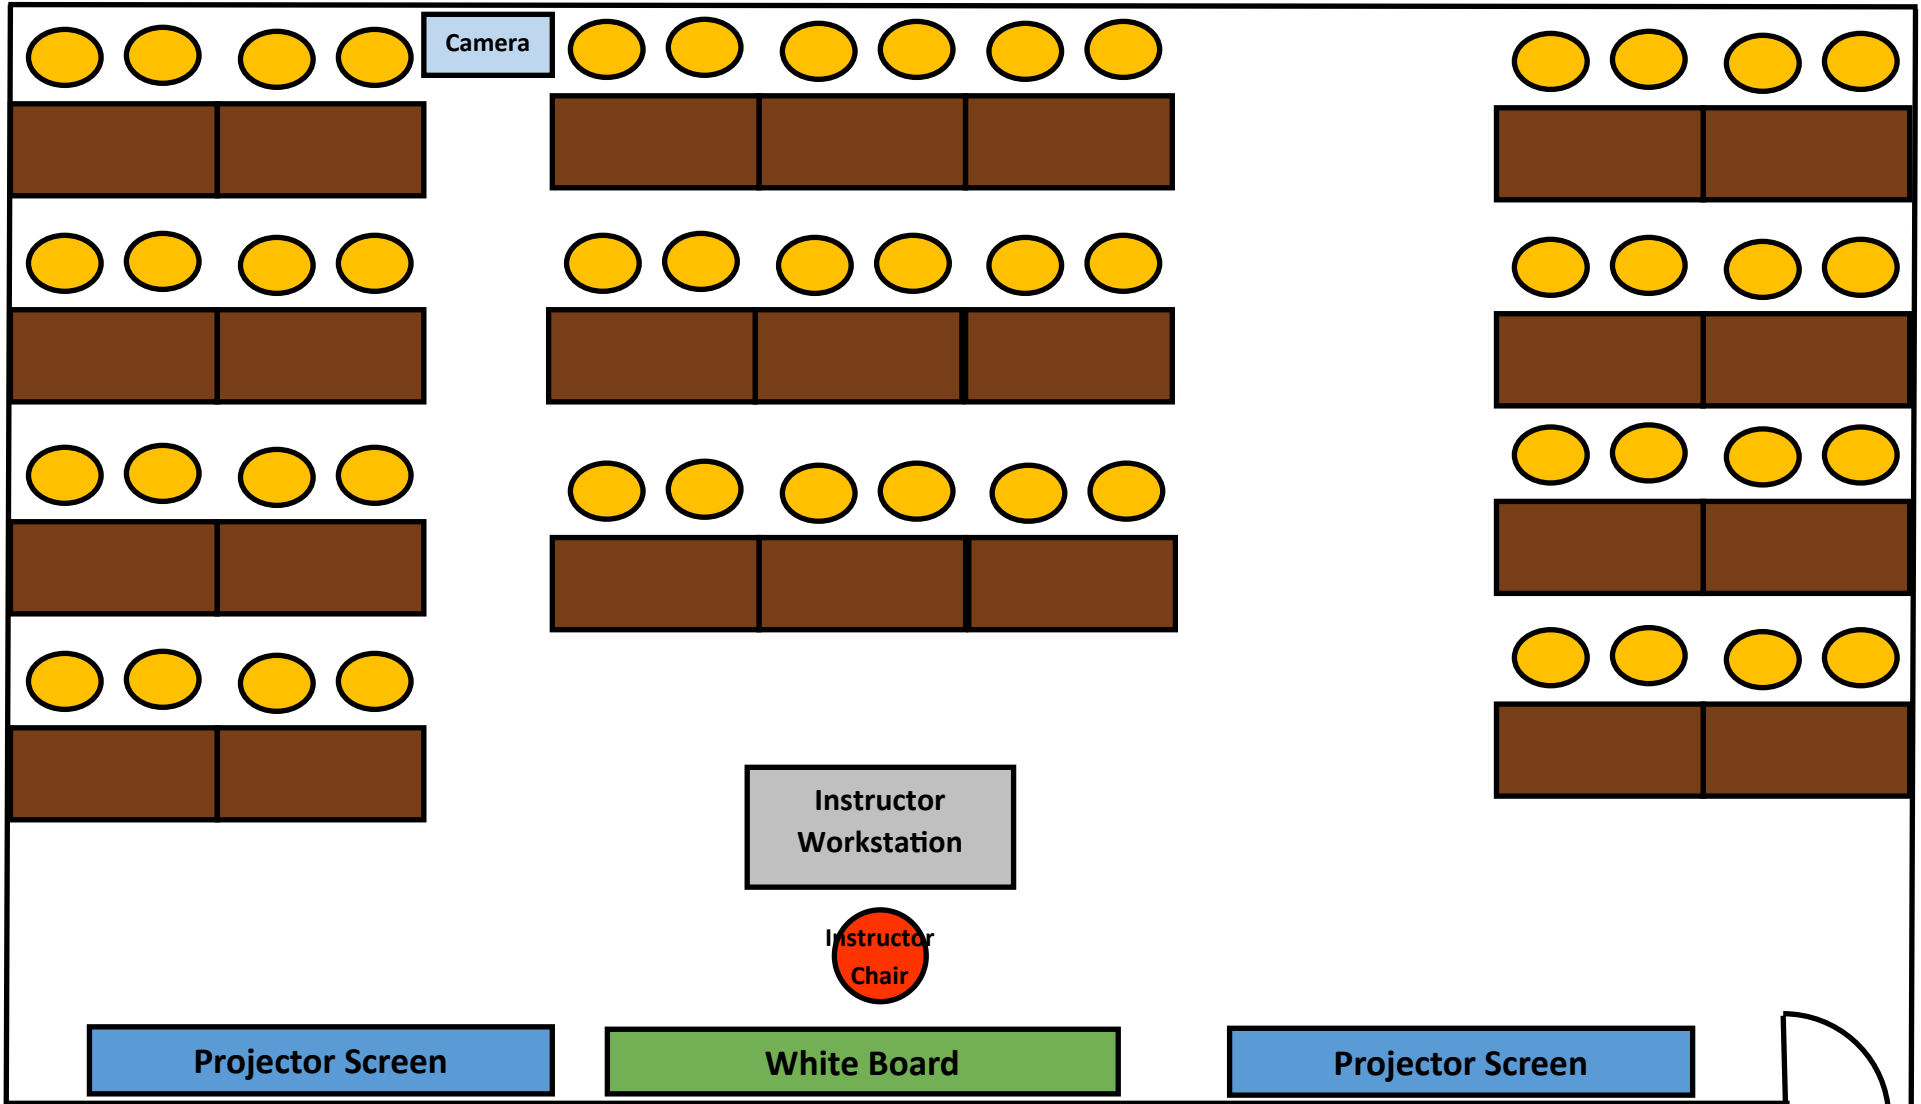 Camera
Instructor
Workstation
Instructor
Chair
Projector Screen
White Board
Projector Screen